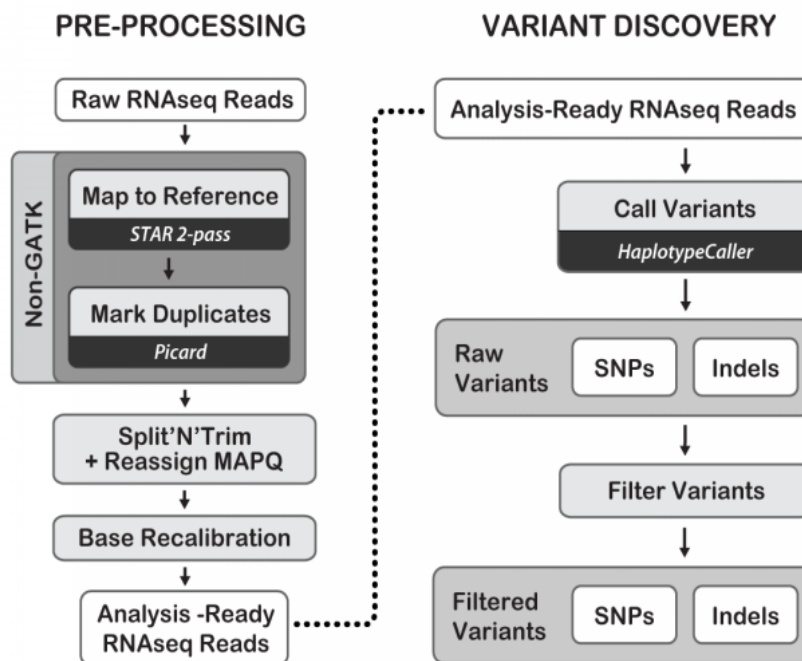 PRE-PROCESSING
Raw RNAseq Reads
Non-GATK
Map to Reference
STAR 2-pass
Mark Duplicates
Picard
Split'N'Trim
+ Reassign MAPQ
Base Recalibration
Analysis -Ready
RNAseq Reads
VARIANT DISCOVERY
Analysis-Ready RNAseq Reads
Call Variants
HaplotypeCaller
Raw
Variants
SNPs
Indels
Filter Variants
Filtered
Variants
SNPs
Indels